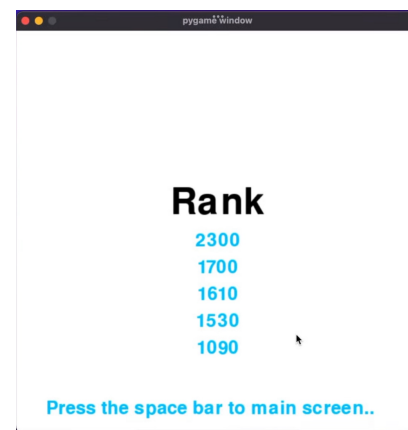 pygame window
Rank
2300
1700
1610
1530
1090
Press the space bar to main screen..